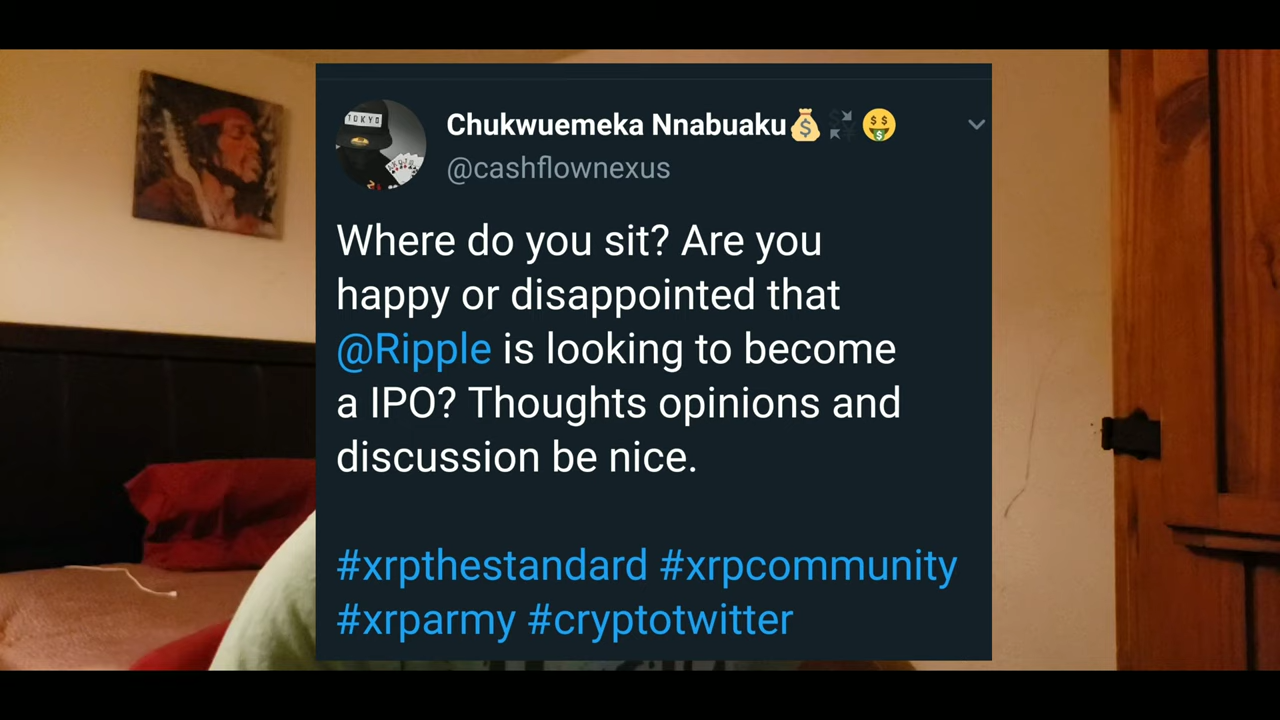 TOKYO
Chukwuemeka Nnabuaku💰💱🤑
@cashflownexus
Where do you sit? Are you
happy or disappointed that
@Ripple is looking to become
a IPO? Thoughts opinions and
discussion be nice.
#xrpthestandard #xrpcommunity
#xrparmy #cryptotwitter